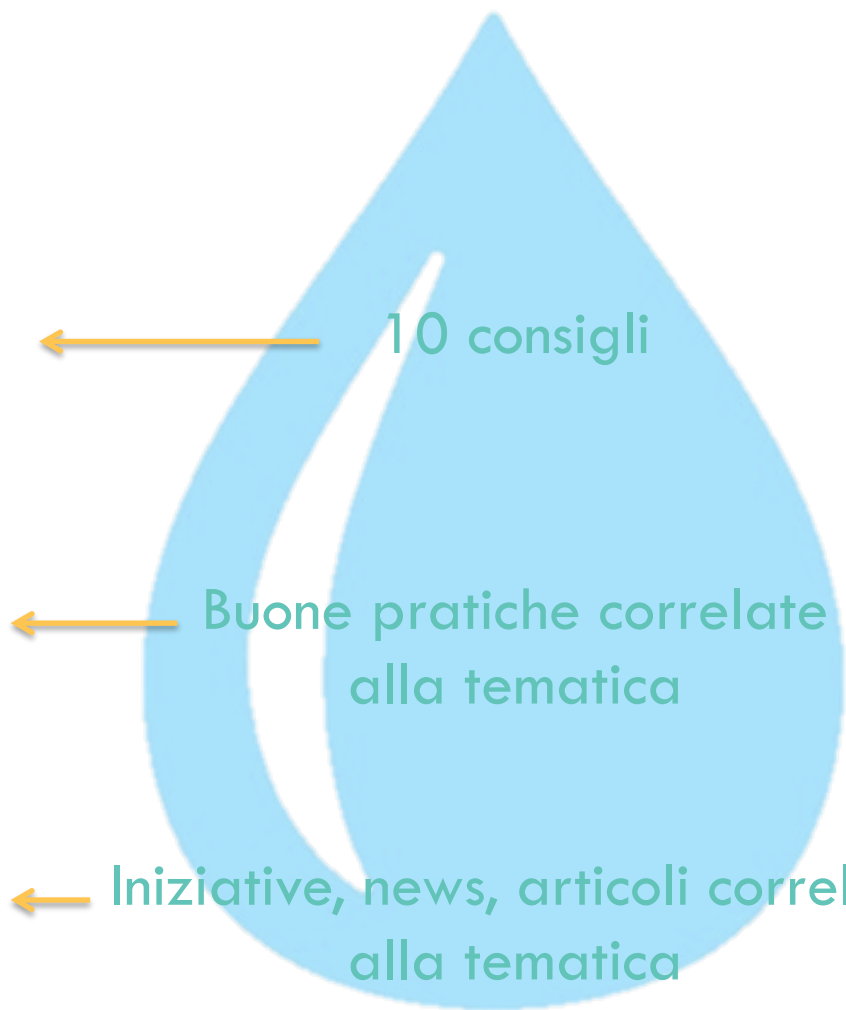 10 consigli
Buone pratiche correlate
alla tematica
Iniziative, news, articoli correl
alla tematica